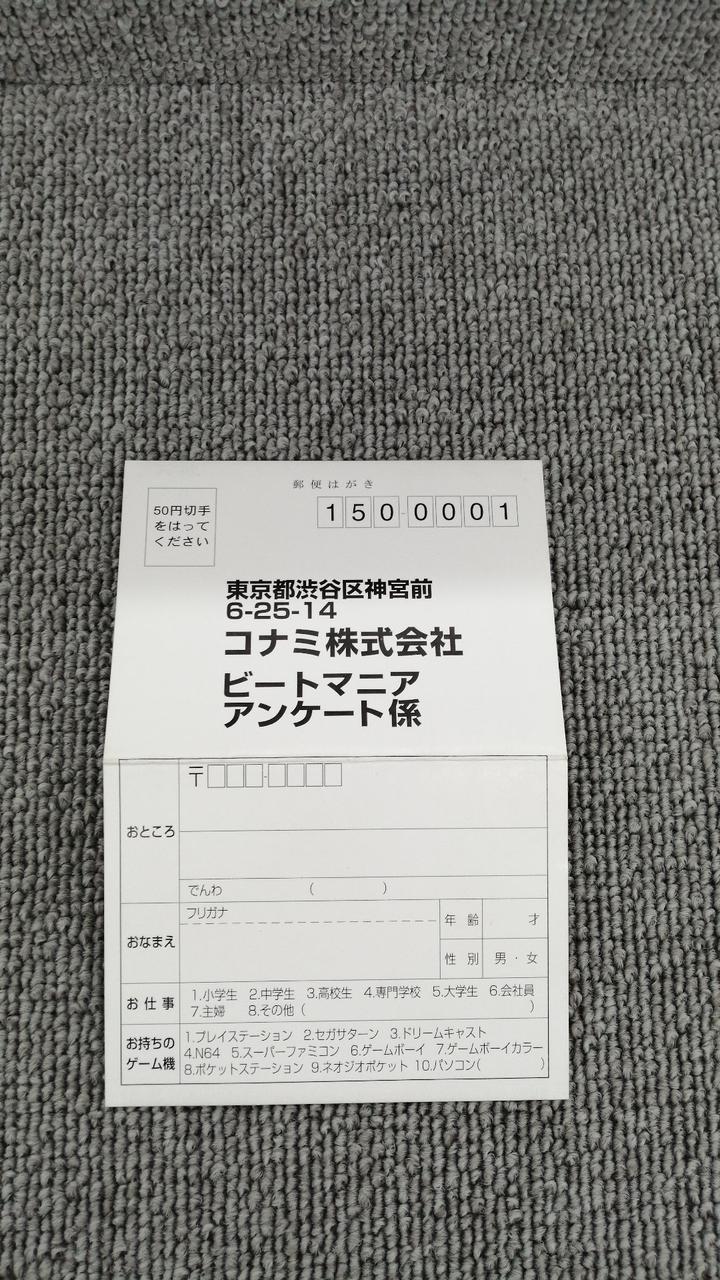 郵便はがき
50円切手
をはって
ください
150-0001
東京都渋谷区神宮前
6-25-14
コナミ株式会社
ビートマニア
アンケート係
おところ
〒□□□-□□□□
でんわ （ ）
おなまえ
フリガナ
年齢 才
性別 男・女
お仕事
1.小学生 2.中学生 3.高校生 4.専門学校 5.大学生 6.会社員
7.主婦 8.その他（ ）
お持ちの
ゲーム機
1.プレイステーション 2.セガサターン 3.ドリームキャスト
4.N64 5.スーパーファミコン 6.ゲームボーイ 7.ゲームボーイカラー
8.ポケットステーション 9.ネオジオポケット 10.パソコン（ ）